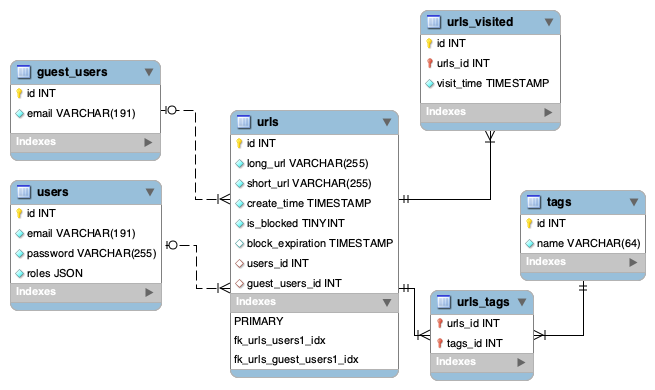 guest_users
id INT
email VARCHAR(191)
Indexes
users
id INT
email VARCHAR(191)
password VARCHAR(255)
roles JSON
Indexes
urls
id INT
long_url VARCHAR(255)
short_url VARCHAR(255)
create_time TIMESTAMP
is_blocked TINYINT
block_expiration TIMESTAMP
users_id INT
guest_users_id INT
Indexes
PRIMARY
fk_urls_users1_idx
fk_urls_guest_users1_idx
urls_visited
id INT
urls_id INT
visit_time TIMESTAMP
Indexes
tags
id INT
name VARCHAR(64)
Indexes
urls_tags
urls_id INT
tags_id INT
Indexes